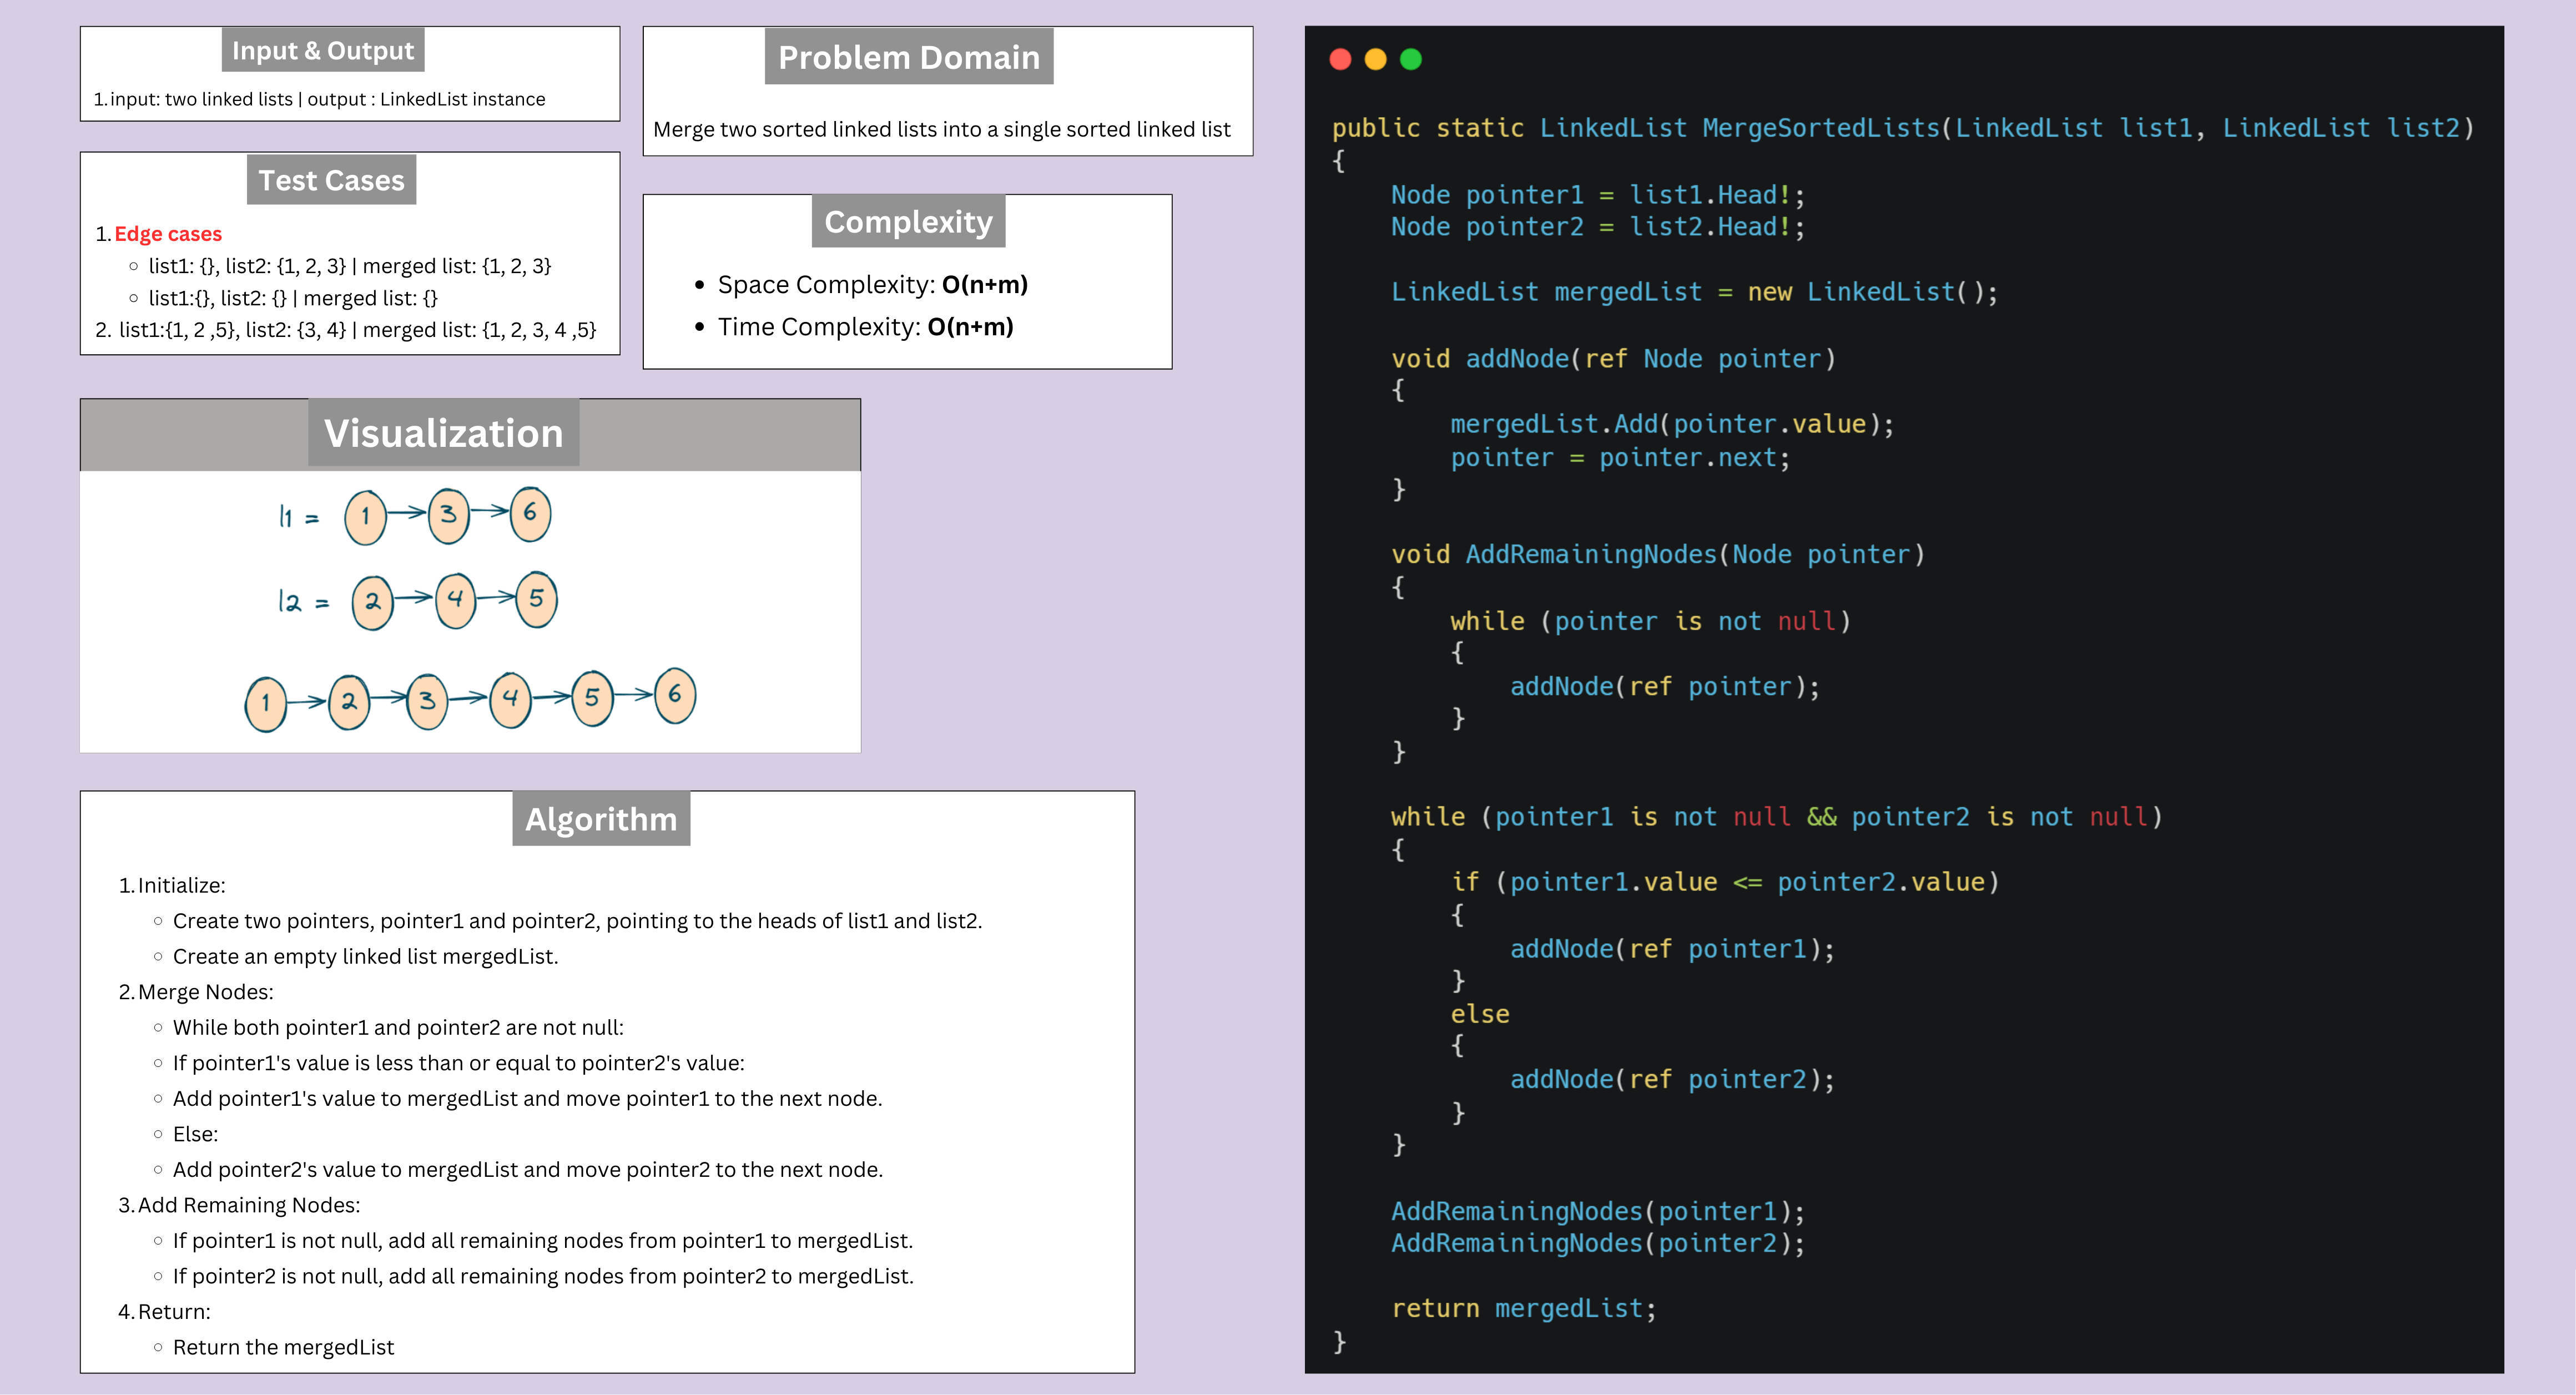 Input & Output
1. input: two linked lists | output : LinkedList instance
Problem Domain
Merge two sorted linked lists into a single sorted linked list
Test Cases
1. Edge cases
○ list1: {}, list2: {1, 2, 3} | merged list: {1, 2, 3}
○ list1:{}, list2: {} | merged list: {}
2. list1:{1, 2 ,5}, list2: {3, 4} | merged list: {1, 2, 3, 4 ,5}
Complexity
• Space Complexity: O(n+m)
• Time Complexity: O(n+m)
Visualization
l1 = 1 3 6
l2 = 2 4 5
1 2 3 4 5 6
Algorithm
1. Initialize:
○ Create two pointers, pointer1 and pointer2, pointing to the heads of list1 and list2.
○ Create an empty linked list mergedList.
2. Merge Nodes:
○ While both pointer1 and pointer2 are not null:
○ If pointer1's value is less than or equal to pointer2's value:
○ Add pointer1's value to mergedList and move pointer1 to the next node.
○ Else:
○ Add pointer2's value to mergedList and move pointer2 to the next node.
3. Add Remaining Nodes:
○ If pointer1 is not null, add all remaining nodes from pointer1 to mergedList.
○ If pointer2 is not null, add all remaining nodes from pointer2 to mergedList.
4. Return:
○ Return the mergedList
public static LinkedList MergeSortedLists(LinkedList list1, LinkedList list2)
{
    Node pointer1 = list1.Head!;
    Node pointer2 = list2.Head!;
    LinkedList mergedList = new LinkedList();
    void addNode(ref Node pointer)
    {
        mergedList.Add(pointer.value);
        pointer = pointer.next;
    }
    void AddRemainingNodes(Node pointer)
    {
        while (pointer is not null)
        {
            addNode(ref pointer);
        }
    }
    while (pointer1 is not null && pointer2 is not null)
    {
        if (pointer1.value <= pointer2.value)
        {
            addNode(ref pointer1);
        }
        else
        {
            addNode(ref pointer2);
        }
    }
    AddRemainingNodes(pointer1);
    AddRemainingNodes(pointer2);
    return mergedList;
}